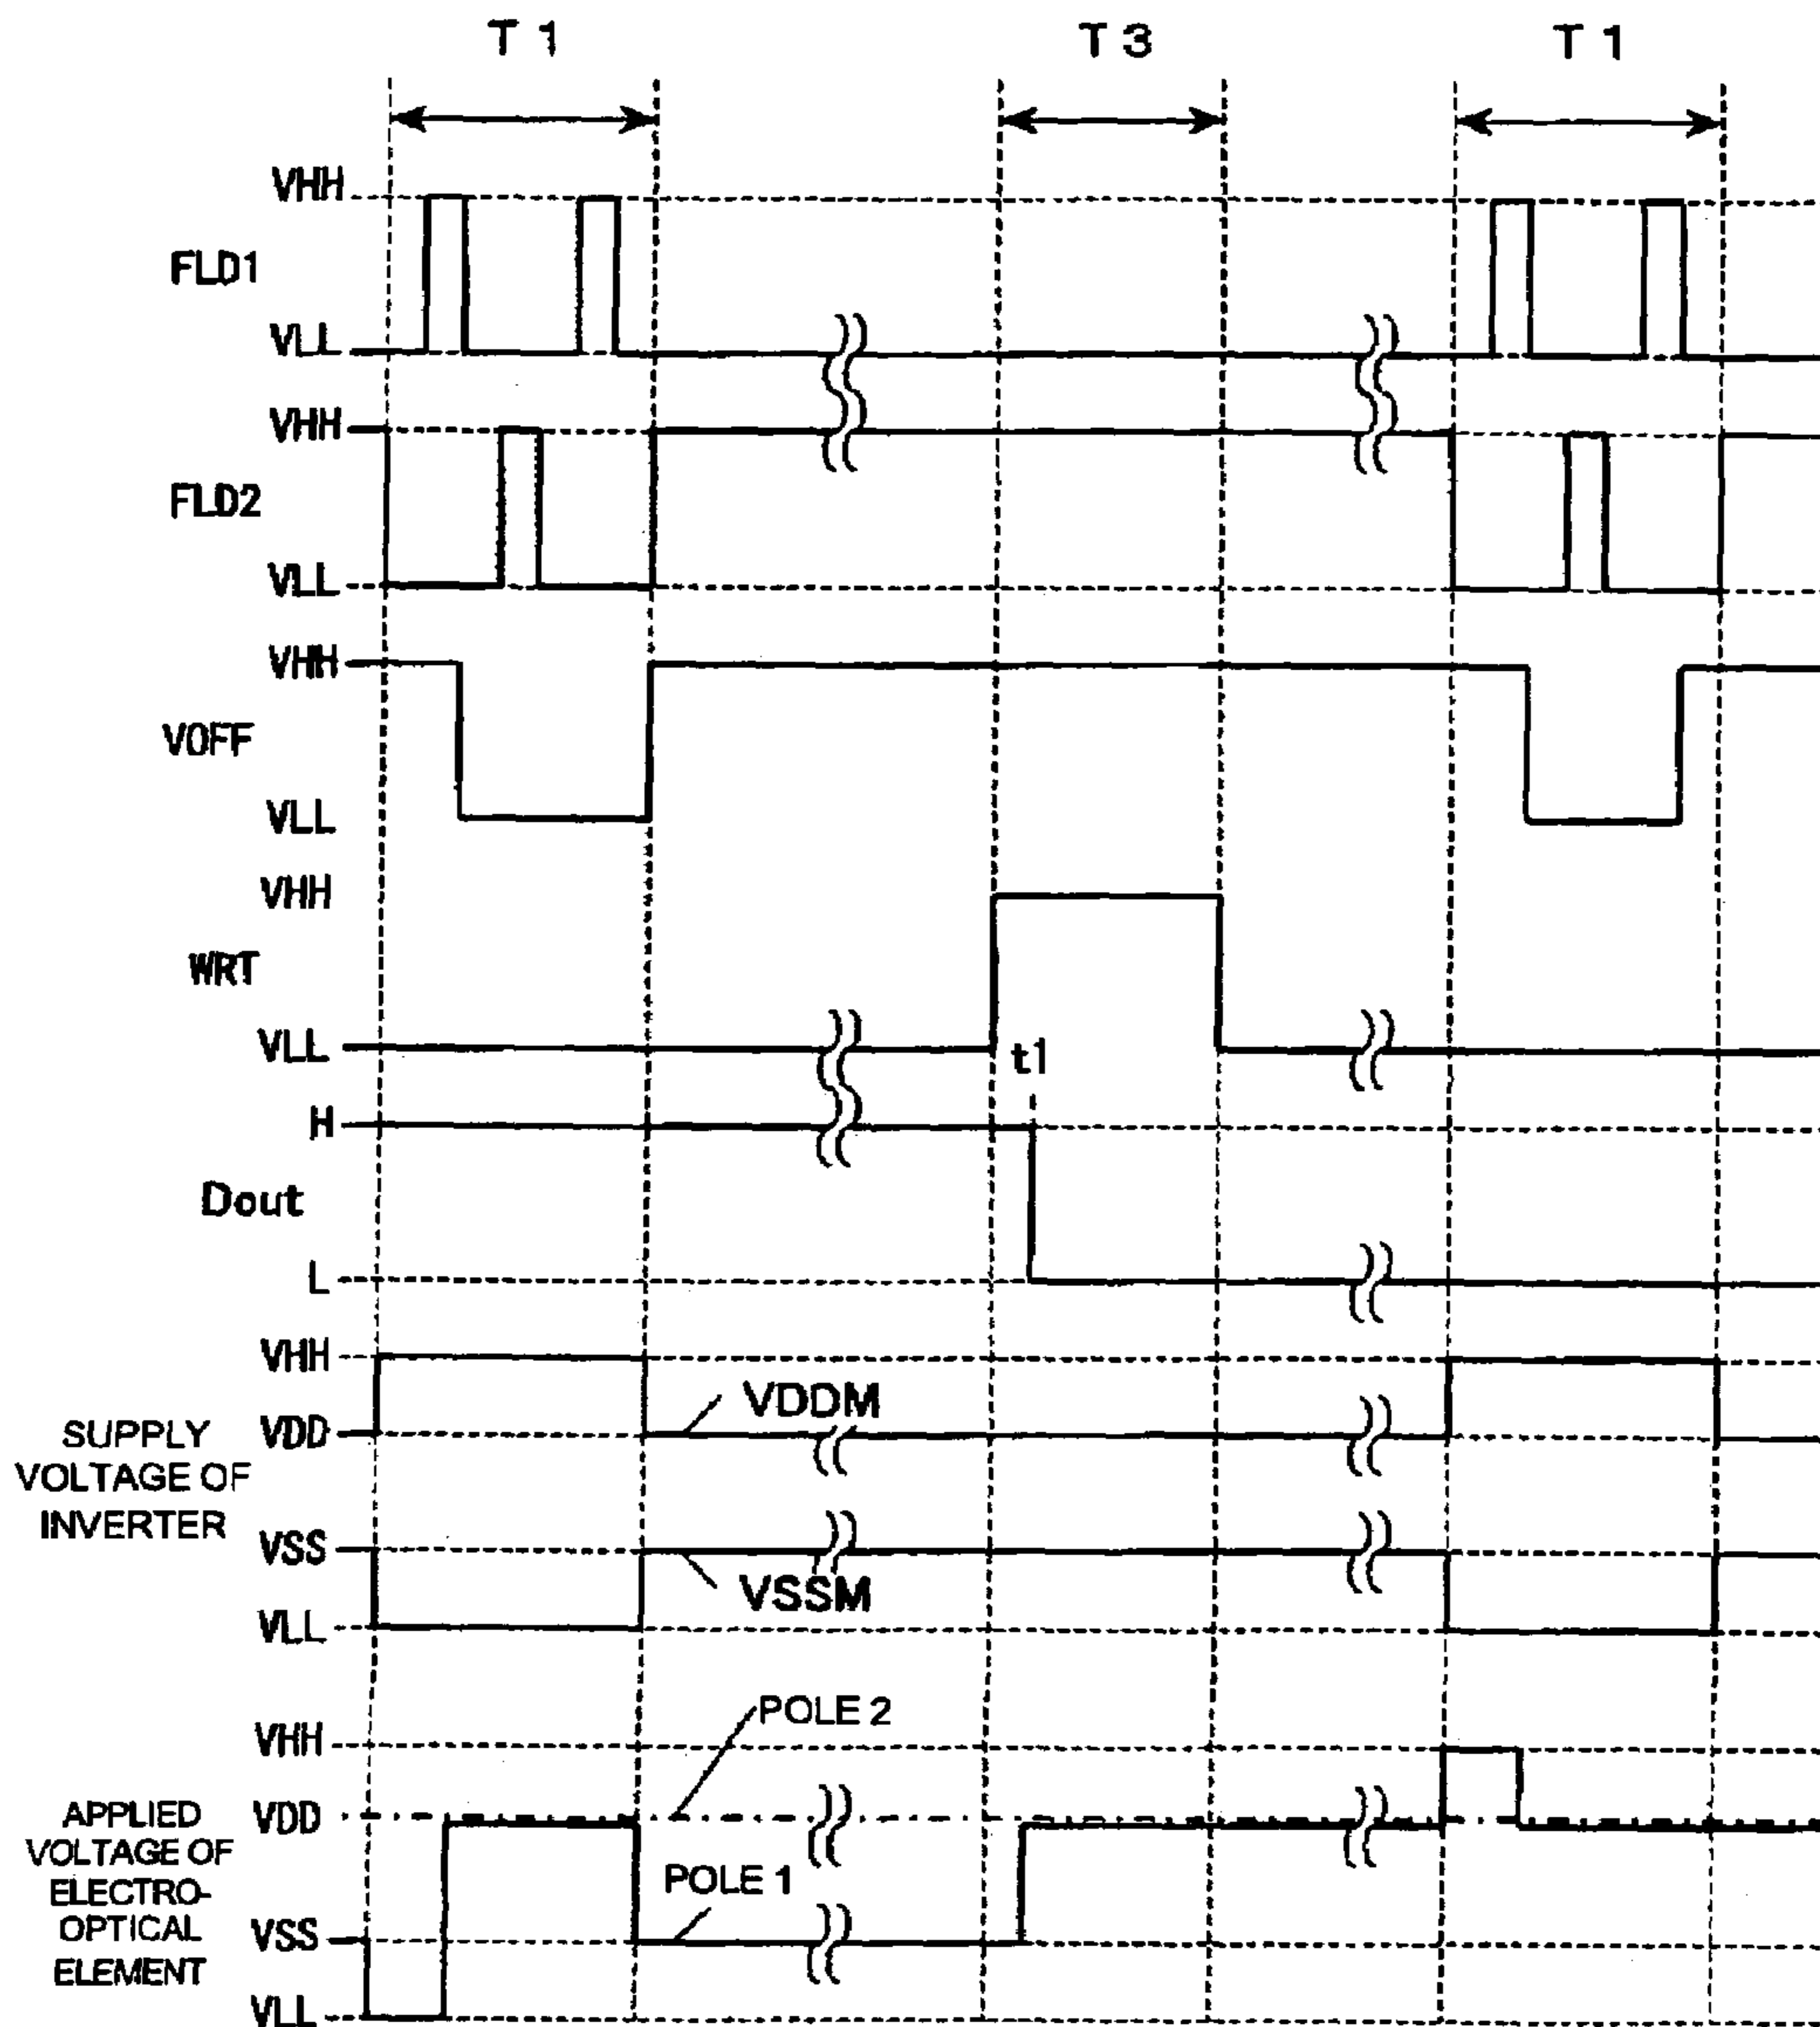 T 1
T 3
T 1
VHH
FLD1
VLL
VHH
FLD2
VLL
VHH
VOFF
VLL
VHH
WRT
VLL
t1
H
Dout
L
VHH
VDDM
VDD
SUPPLY
VOLTAGE OF
INVERTER
VSS
VSSM
VLL
POLE 2
VHH
VDD
APPLIED
VOLTAGE OF
ELECTRO-
OPTICAL
ELEMENT
POLE 1
VSS
VLL